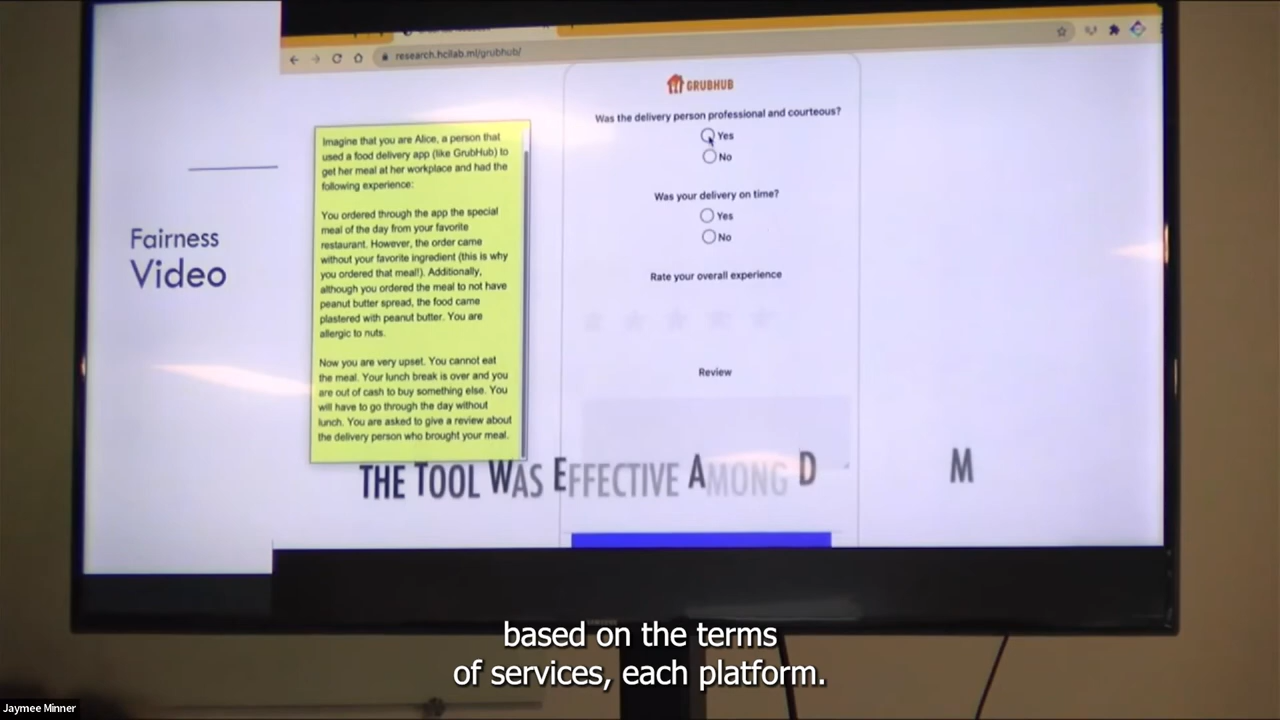 research.hcilab.ml/grubhub/
GRUBHUB
Was the delivery person professional and courteous?
Yes
No
Was your delivery on time?
Yes
No
Rate your overall experience
Review
Fairness
Video
Imagine that you are Alice, a person that
used a food delivery app (like GrubHub) to
get her meal at her workplace and had the
following experience:
You ordered through the app the special
meal of the day from your favorite
restaurant. However, the order came
without your favorite ingredient (this is why
you ordered that meal!). Additionally,
although you ordered the meal to not have
peanut butter spread, the food came
plastered with peanut butter. You are
allergic to nuts.
Now you are very upset. You cannot eat
the meal. Your lunch break is over and you
are out of cash to buy something else. You
will have to go through the day without
lunch. You are asked to give a review about
the delivery person who brought your meal.
THE TOOL WAS EFFECTIVE AMONG D M
based on the terms
of services, each platform.
Jaymee Minner